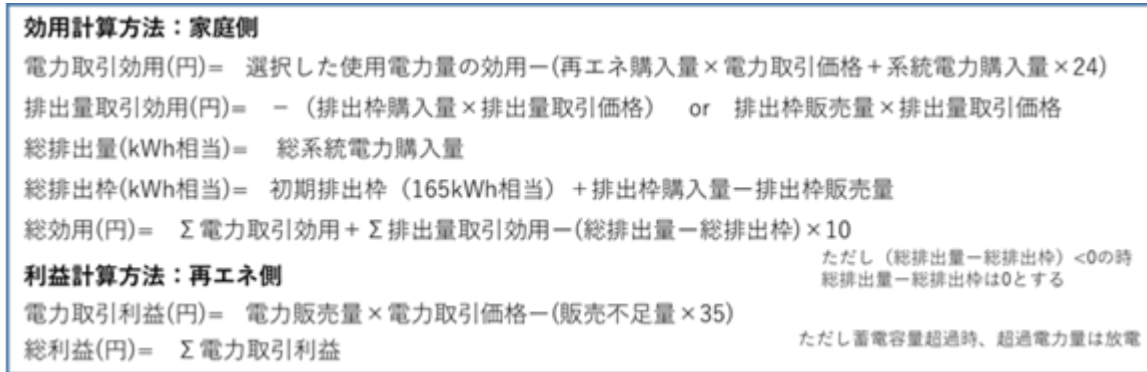 効用計算方法：家庭側
電力取引効用(円)= 選択した使用電力量の効用ー(再エネ購入量×電力取引価格＋系統電力購入量×24)
排出量取引効用(円)= －（排出枠購入量×排出量取引価格） or 排出枠販売量×排出量取引価格
総排出量(kWh相当)= 総系統電力購入量
総排出枠(kWh相当)= 初期排出枠（165kWh相当）＋排出枠購入量ー排出枠販売量
総効用(円)= Σ電力取引効用＋Σ排出量取引効用ー(総排出量ー総排出枠)×10
ただし（総排出量ー総排出枠）<0の時
総排出量ー総排出枠は0とする
利益計算方法：再エネ側
電力取引利益(円)= 電力販売量×電力取引価格ー(販売不足量×35)
総利益(円)= Σ電力取引利益
ただし蓄電容量超過時、超過電力量は放電